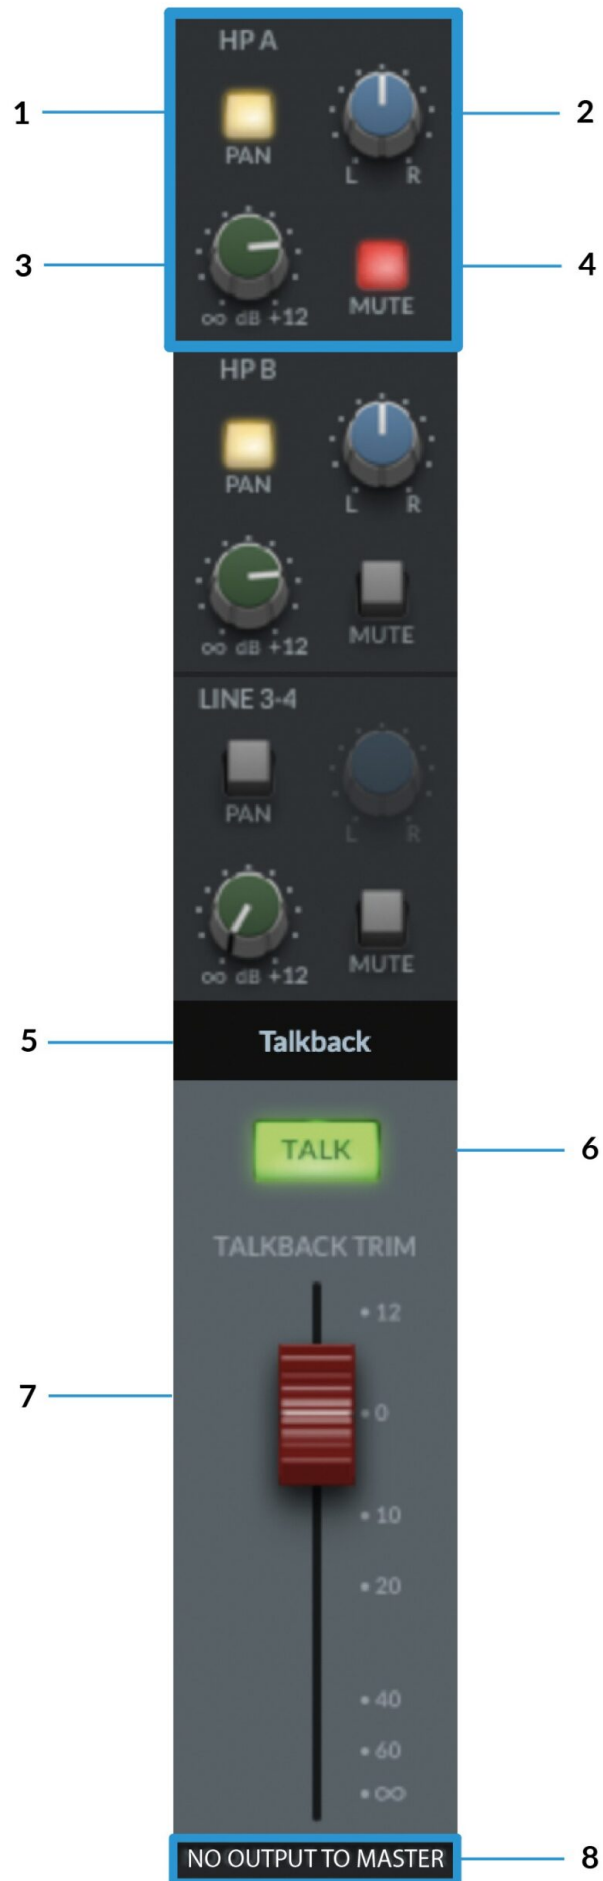 HP A
1
2
PAN
L R
3
4
∞ dB +12
MUTE
HP B
PAN
L R
∞ dB +12
MUTE
LINE 3-4
PAN
L R
∞ dB +12
MUTE
5
Talkback
TALK
6
TALKBACK TRIM
12
7
0
10
20
40
60
∞
NO OUTPUT TO MASTER
8